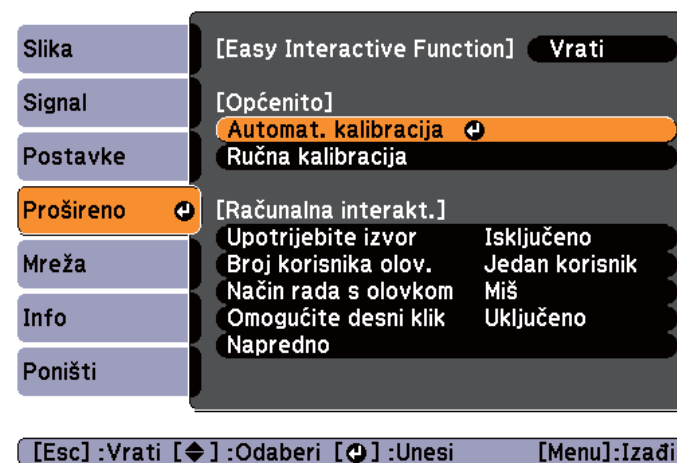 Slika
Signal
Postavke
Prošireno
Mreža
Info
Poništi
[Easy Interactive Function] Vrati
[Općenito]
Automat. kalibracija
Ručna kalibracija
[Računalna interakt.]
Upotrijebite izvor Isključeno
Broj korisnika olov. Jedan korisnik
Način rada s olovkom Miš
Omogućite desni klik Uključeno
Napredno
[Esc] :Vrati [◆] :Odaberi [↵] :Unesi [Menu]:Izađi